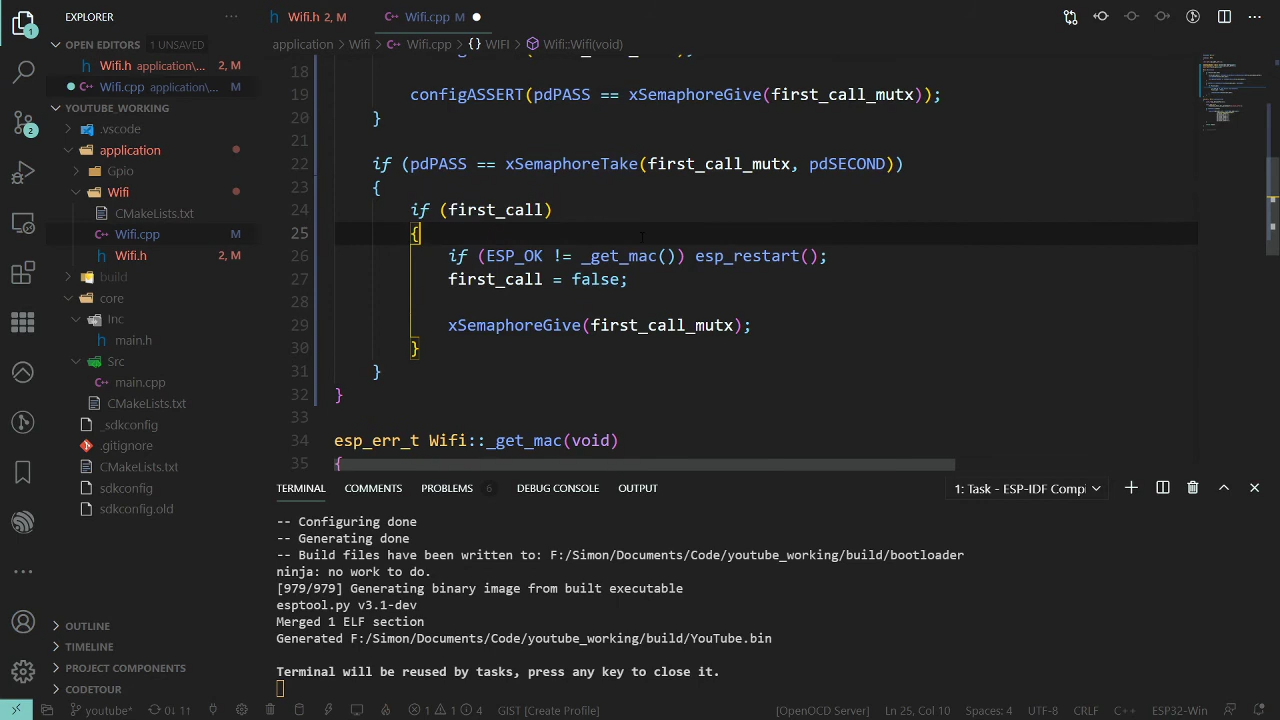 EXPLORER
Wifi.h 2, M
Wifi.cpp M
OPEN EDITORS 1 UNSAVED
application > Wifi > Wifi.cpp > {} WIFI > Wifi::Wifi(void)
Wifi.h application\... 2, M
Wifi.cpp application\... M
YOUTUBE_WORKING
.vscode
application
Gpio
Wifi
CMakeLists.txt
Wifi.cpp M
Wifi.h 2, M
build
core
Inc
main.h
Src
main.cpp
CMakeLists.txt
_sdkconfig
.gitignore
CMakeLists.txt
sdkconfig
sdkconfig.old
OUTLINE
TIMELINE
PROJECT COMPONENTS
CODETOUR
18
19 configASSERT(pdPASS == xSemaphoreGive(first_call_mutx));
20 }
21
22 if (pdPASS == xSemaphoreTake(first_call_mutx, pdSECOND))
23 {
24 if (first_call)
25 {
26 if (ESP_OK != _get_mac()) esp_restart();
27 first_call = false;
28
29 xSemaphoreGive(first_call_mutx);
30 }
31 }
32 }
33
34 esp_err_t Wifi::_get_mac(void)
35 {
TERMINAL COMMENTS PROBLEMS 6 DEBUG CONSOLE OUTPUT 1: Task - ESP-IDF Compi
-- Configuring done
-- Generating done
-- Build files have been written to: F:/Simon/Documents/Code/youtube_working/build/bootloader
ninja: no work to do.
[979/979] Generating binary image from built executable
esptool.py v3.1-dev
Merged 1 ELF section
Generated F:/Simon/Documents/Code/youtube_working/build/YouTube.bin
Terminal will be reused by tasks, press any key to close it.
youtube* 0↓ 11↑ 1 1 4 GIST [Create Profile] [OpenOCD Server] Ln 25, Col 10 Spaces: 4 UTF-8 CRLF C++ ESP32-Win